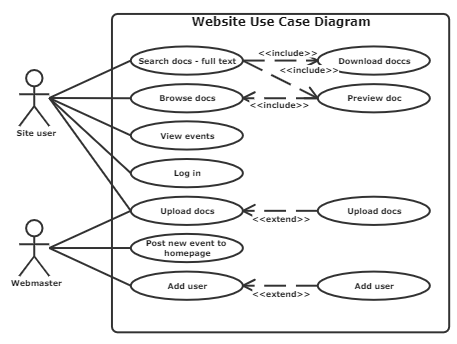 Website Use Case Diagram
Search docs - full text
<<include>>
Download doccs
<<include>>
Browse docs
<<include>>
Preview doc
Site user
View events
Log in
Upload docs
<<extend>>
Upload docs
Post new event to
homepage
Webmaster
Add user
<<extend>>
Add user